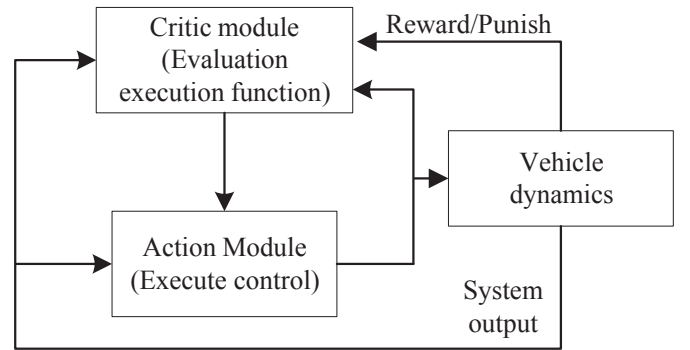 Critic module
(Evaluation
execution function)
Reward/Punish
Vehicle
dynamics
Action Module
(Execute control)
System
output